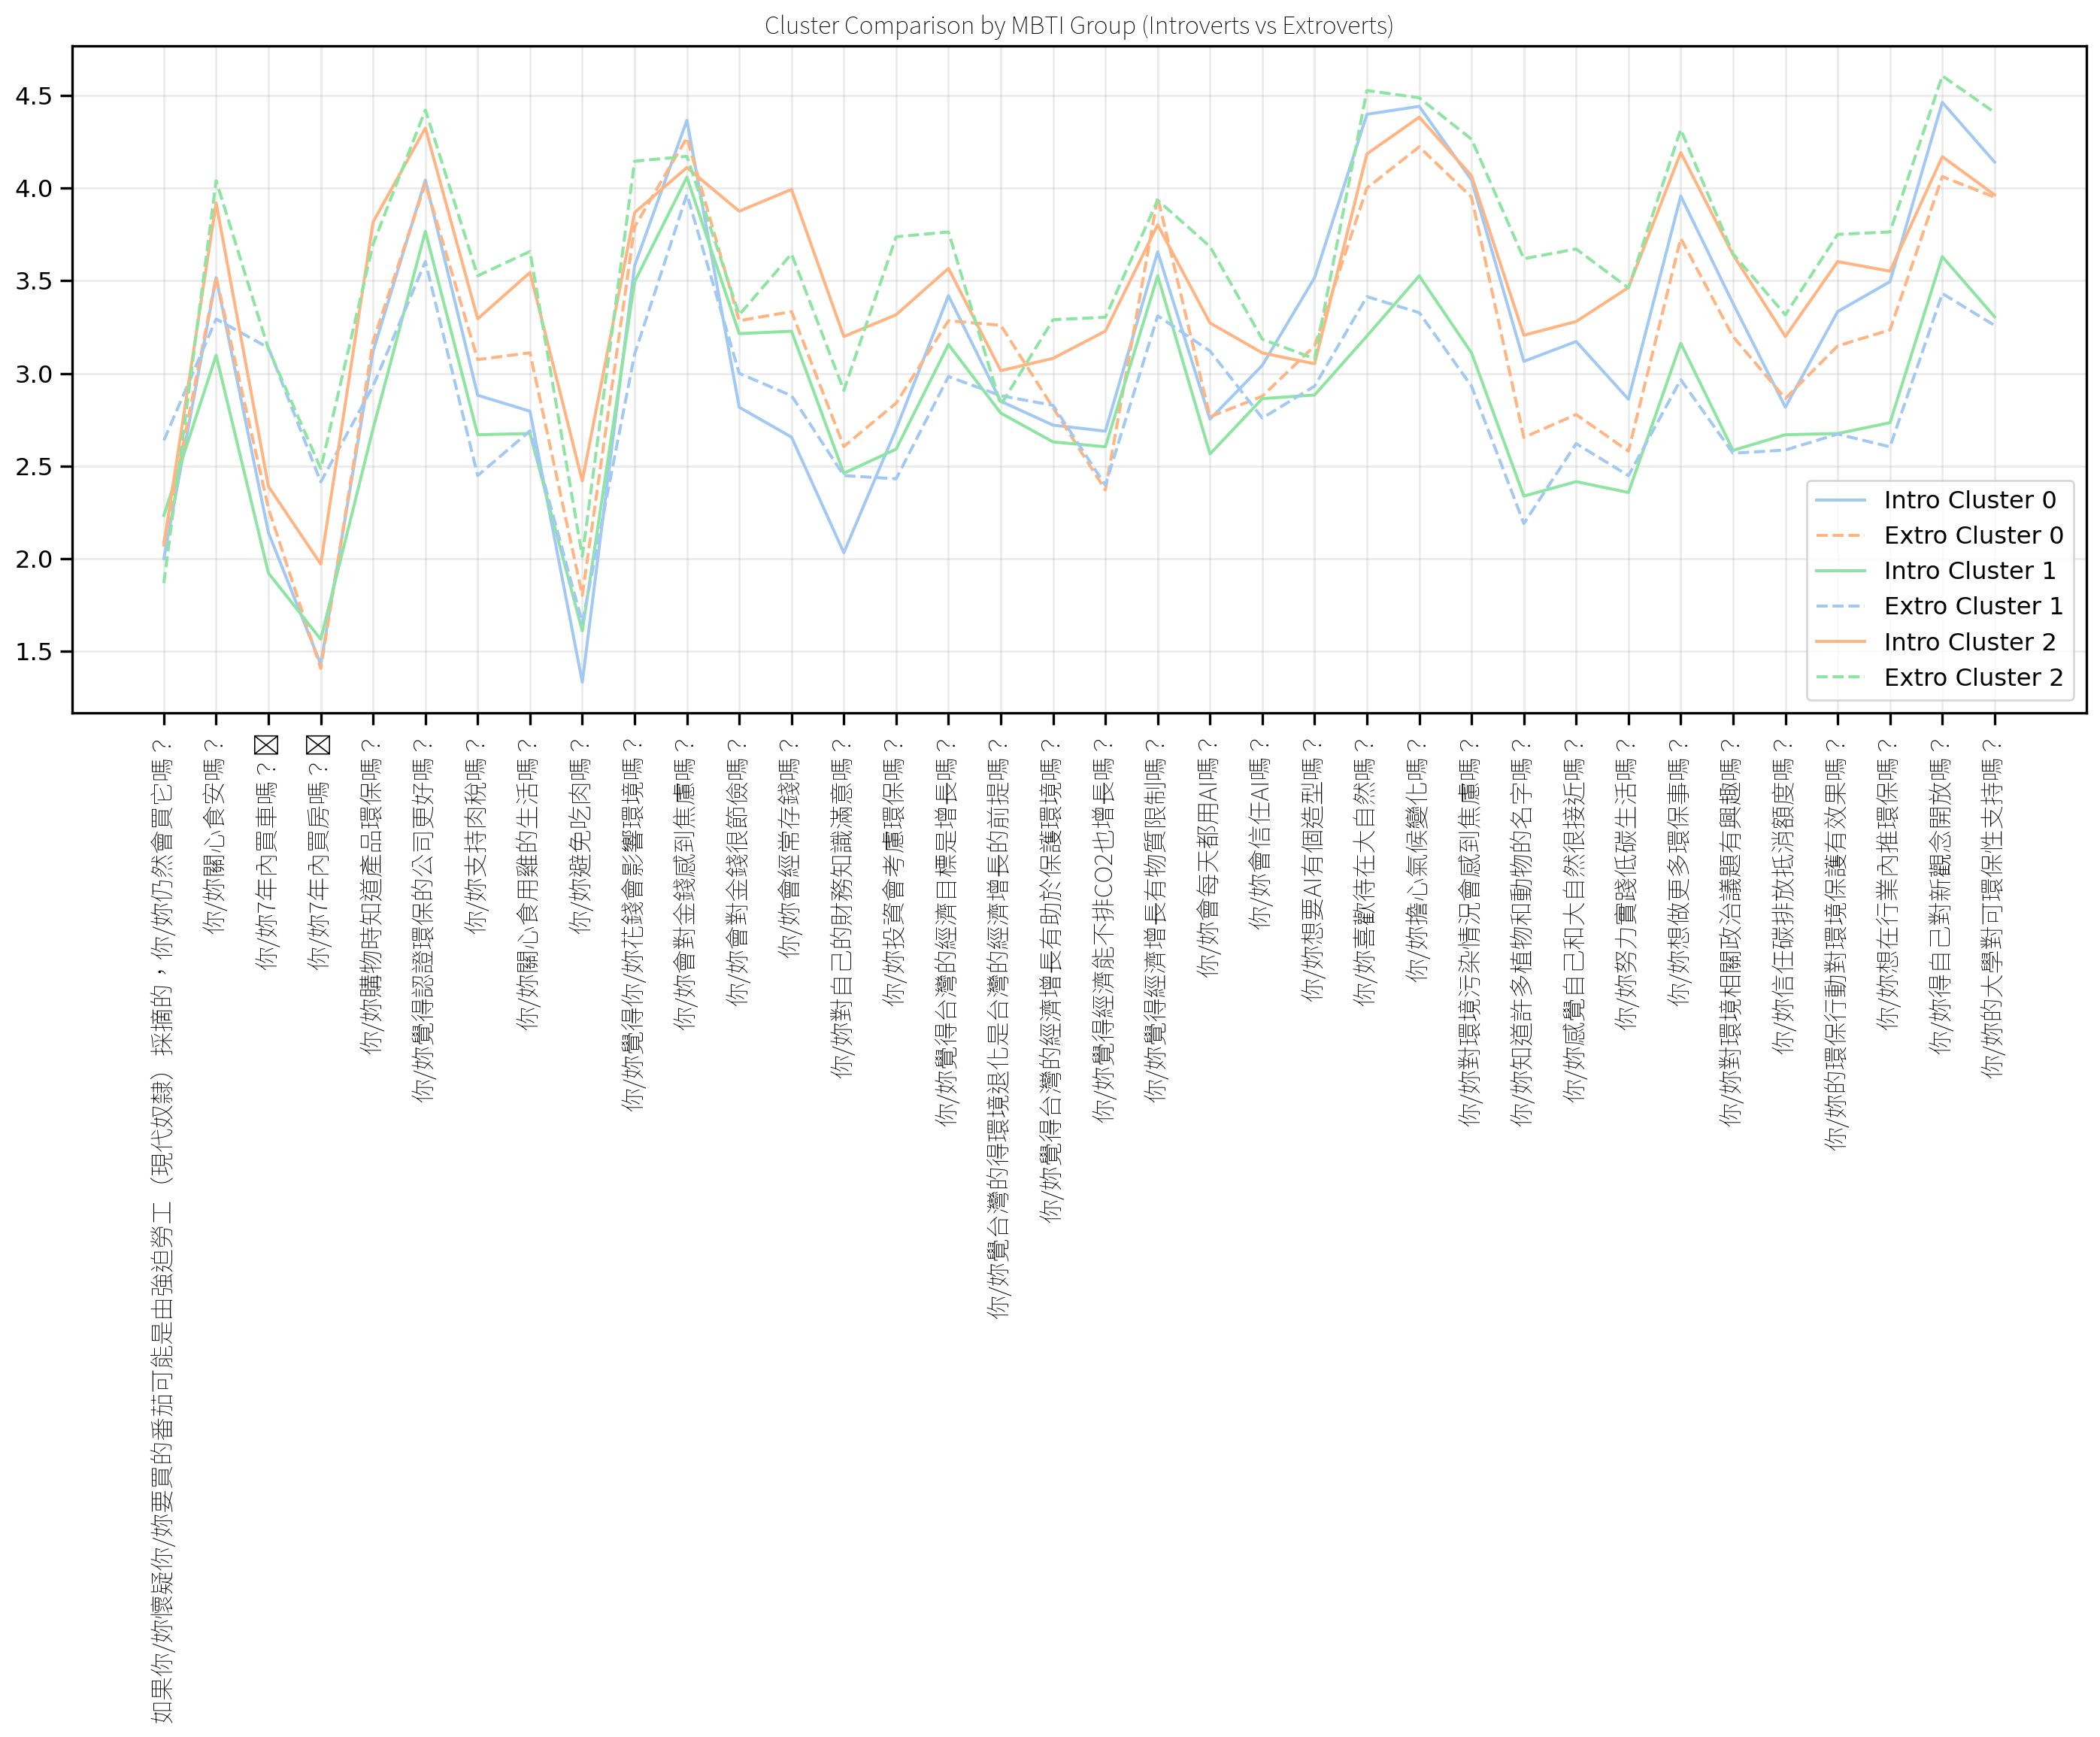 Cluster Comparison by MBTI Group (Introverts vs Extroverts)
4.5
4.0
3.5
3.0
2.5
2.0
1.5
Intro Cluster 0
Extro Cluster 0
Intro Cluster 1
Extro Cluster 1
Intro Cluster 2
Extro Cluster 2
如果你/妳懷疑你/妳要買的番茄可能是由強迫勞工（現代奴隸）採摘的，你/妳仍然會買它嗎？
你/妳關心食安嗎？
你/妳7年內買車嗎？
你/妳7年內買房嗎？
你/妳購物時知道產品環保嗎？
你/妳覺得認證環保的公司更好嗎？
你/妳支持肉稅嗎？
你/妳關心食用雞的生活嗎？
你/妳避免吃肉嗎？
你/妳覺得你/妳花錢會影響環境嗎？
你/妳會對金錢感到焦慮嗎？
你/妳會對金錢很節儉嗎？
你/妳會經常存錢嗎？
你/妳對自己的財務知識滿意嗎？
你/妳投資會考慮環保嗎？
你/妳覺得台灣的經濟目標是增長嗎？
你/妳覺台灣的得環境退化是台灣的經濟增長的前提嗎？
你/妳覺得台灣的經濟增長有助於保護環境嗎？
你/妳覺得經濟能不排CO2也增長嗎？
你/妳覺得經濟增長有物質限制嗎？
你/妳會每天都用AI嗎？
你/妳會信任AI嗎？
你/妳想要AI有個造型嗎？
你/妳喜歡待在大自然嗎？
你/妳擔心氣候變化嗎？
你/妳對環境污染情況會感到焦慮嗎？
你/妳知道許多植物和動物的名字嗎？
你/妳感覺自己和大自然很接近嗎？
你/妳努力實踐低碳生活嗎？
你/妳想做更多環保事嗎？
你/妳對環境相關政治議題有興趣嗎？
你/妳信任碳排放抵消額度嗎？
你/妳的環保行動對環境保護有效果嗎？
你/妳想在行業內推環保嗎？
你/妳得自己對新觀念開放嗎？
你/妳的大學對可環保性支持嗎？